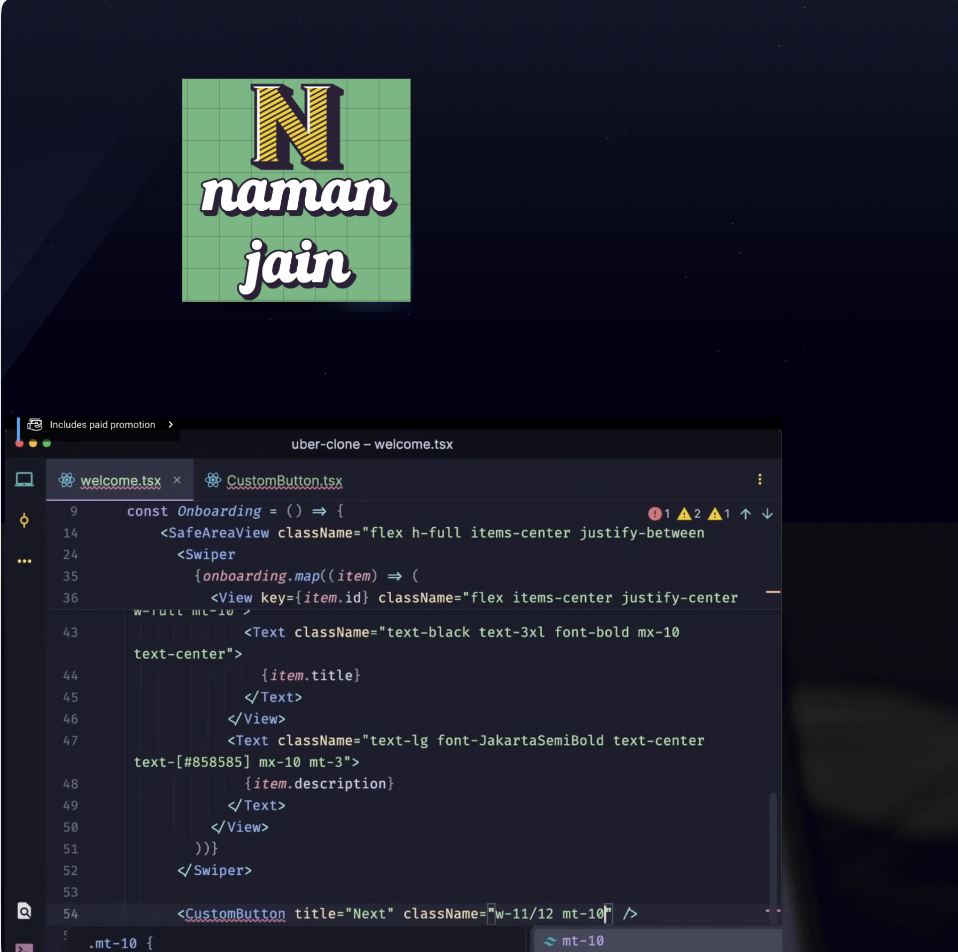 N
naman
jain
Includes paid promotion
uber-clone – welcome.tsx
welcome.tsx × CustomButton.tsx
9 const Onboarding = () ⇒ {
1 2 1 ↑ ↓
14 <SafeAreaView className="flex h-full items-center justify-between
24 <Swiper
35 {onboarding.map((item) ⇒ (
36 <View key={item.id} className="flex items-center justify-center
w-full mt-10">
43 <Text className="text-black text-3xl font-bold mx-10
text-center">
44 {item.title}
45 </Text>
46 </View>
47 <Text className="text-lg font-JakartaSemiBold text-center
text-[#858585] mx-10 mt-3">
48 {item.description}
49 </Text>
50 </View>
51 ))}
52 </Swiper>
53
54 <CustomButton title="Next" className="w-11/12 mt-10" />
.mt-10 {
mt-10